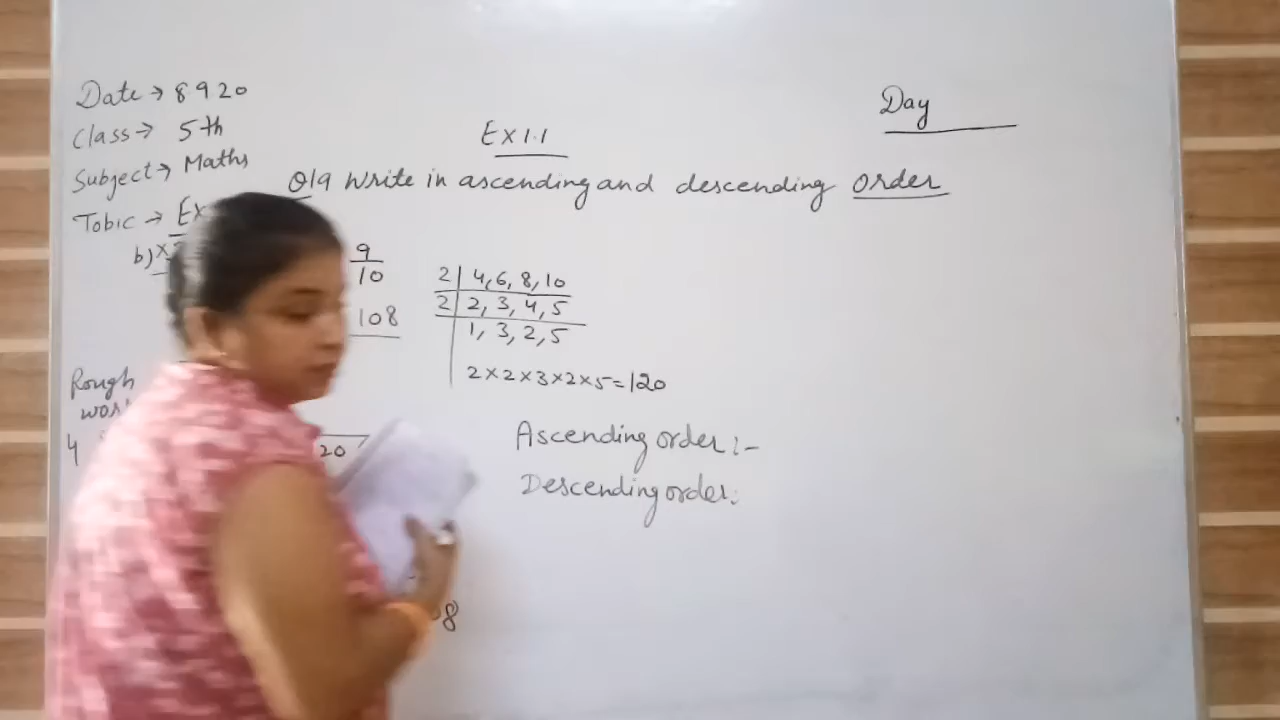 Date → 8 9 20
Class → 5th
Subject → Maths
Tobic → Ex
Day
Ex 1.1
Q19 Write in ascending and descending order
b)
9
10
108
2 | 4, 6, 8, 10
2 | 2, 3, 4, 5
1, 3, 2, 5
2×2×3×2×5=120
Rough
work
4
20
Ascending order :-
Descending order:
8